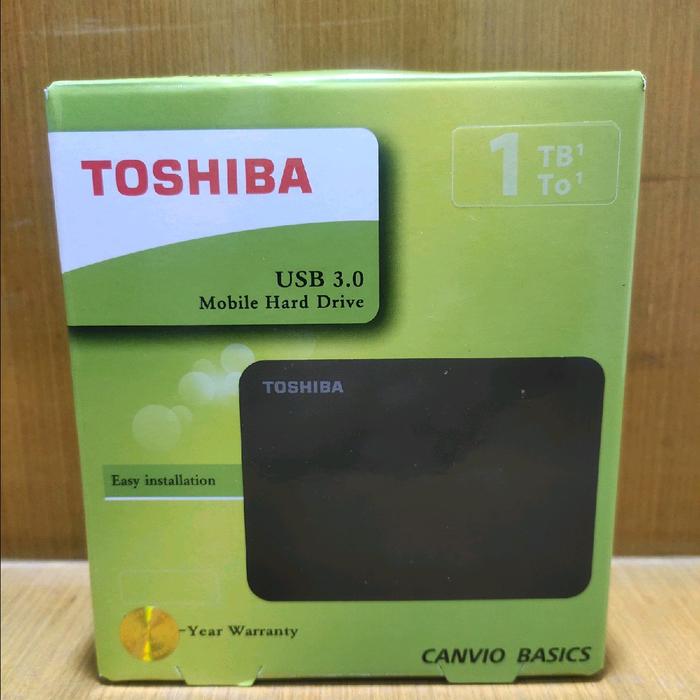 TOSHIBA
1 TB¹
To¹
USB 3.0
Mobile Hard Drive
TOSHIBA
Easy installation
-Year Warranty
CANVIO BASICS